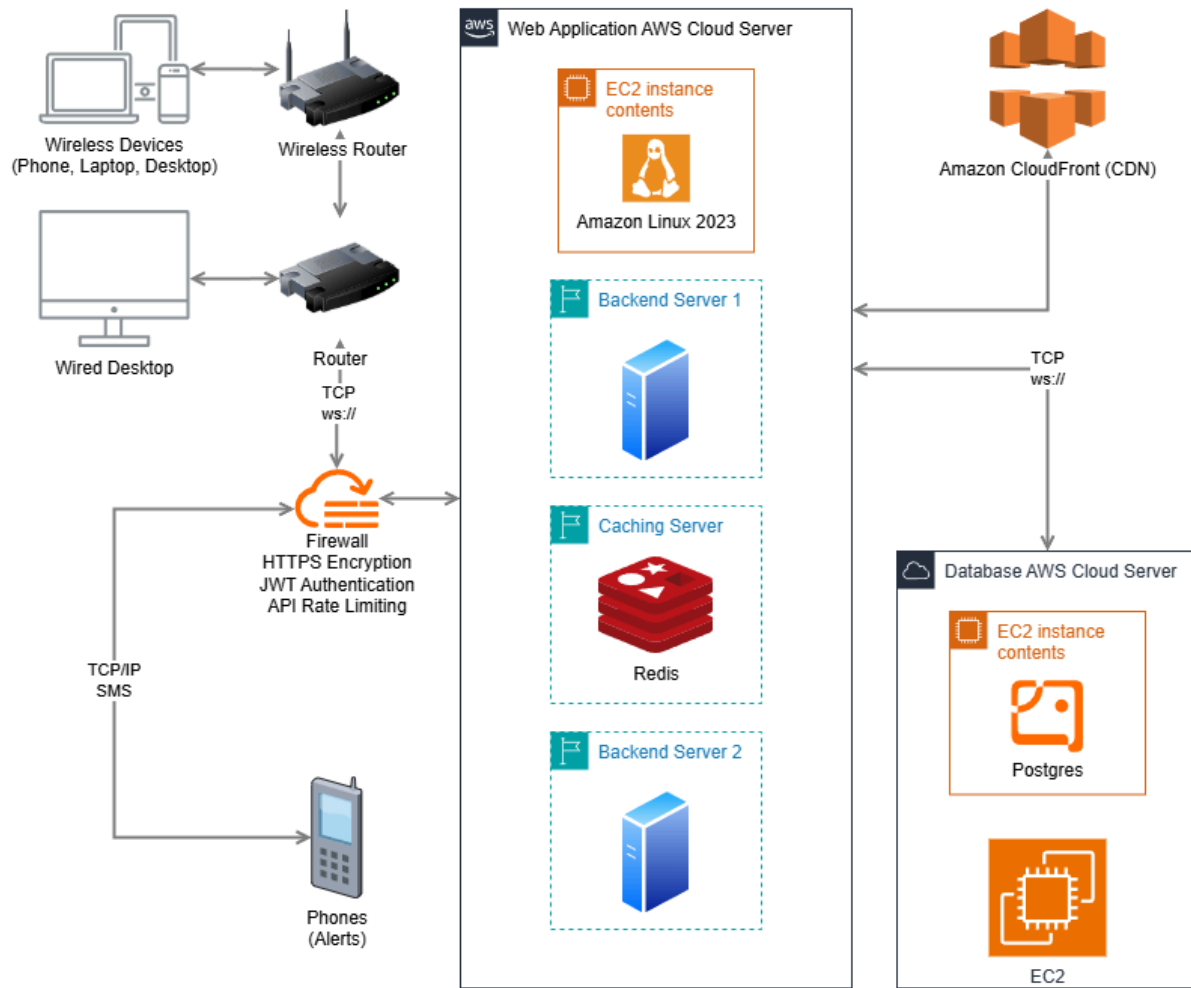 Wireless Devices
(Phone, Laptop, Desktop)
Wireless Router
Wired Desktop
Router
TCP
ws://
Firewall
HTTPS Encryption
JWT Authentication
API Rate Limiting
TCP/IP
SMS
Phones
(Alerts)
aws
Web Application AWS Cloud Server
EC2 instance
contents
Amazon Linux 2023
Backend Server 1
Caching Server
Redis
Backend Server 2
Amazon CloudFront (CDN)
TCP
ws://
Database AWS Cloud Server
EC2 instance
contents
Postgres
EC2